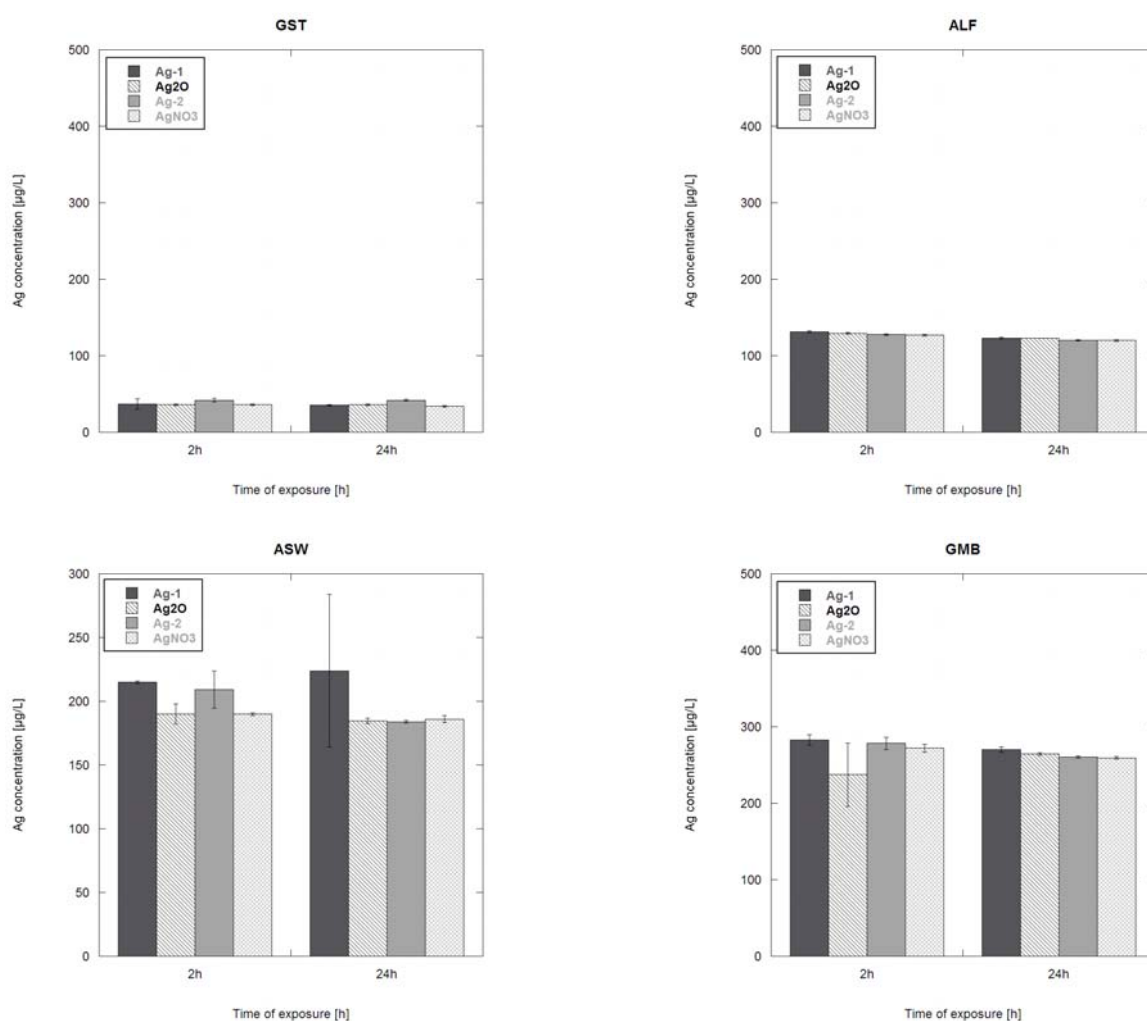 GST
500
400
300
200
100
0
Ag-1
Ag2O
Ag-2
AgNO3
Ag concentration [µg/L]
2h 24h
Time of exposure [h]
ALF
500
400
300
200
100
0
Ag-1
Ag2O
Ag-2
AgNO3
Ag concentration [µg/L]
2h 24h
Time of exposure [h]
ASW
300
250
200
150
100
50
0
Ag-1
Ag2O
Ag-2
AgNO3
Ag concentration [µg/L]
2h 24h
Time of exposure [h]
GMB
500
400
300
200
100
0
Ag-1
Ag2O
Ag-2
AgNO3
Ag concentration [µg/L]
2h 24h
Time of exposure [h]